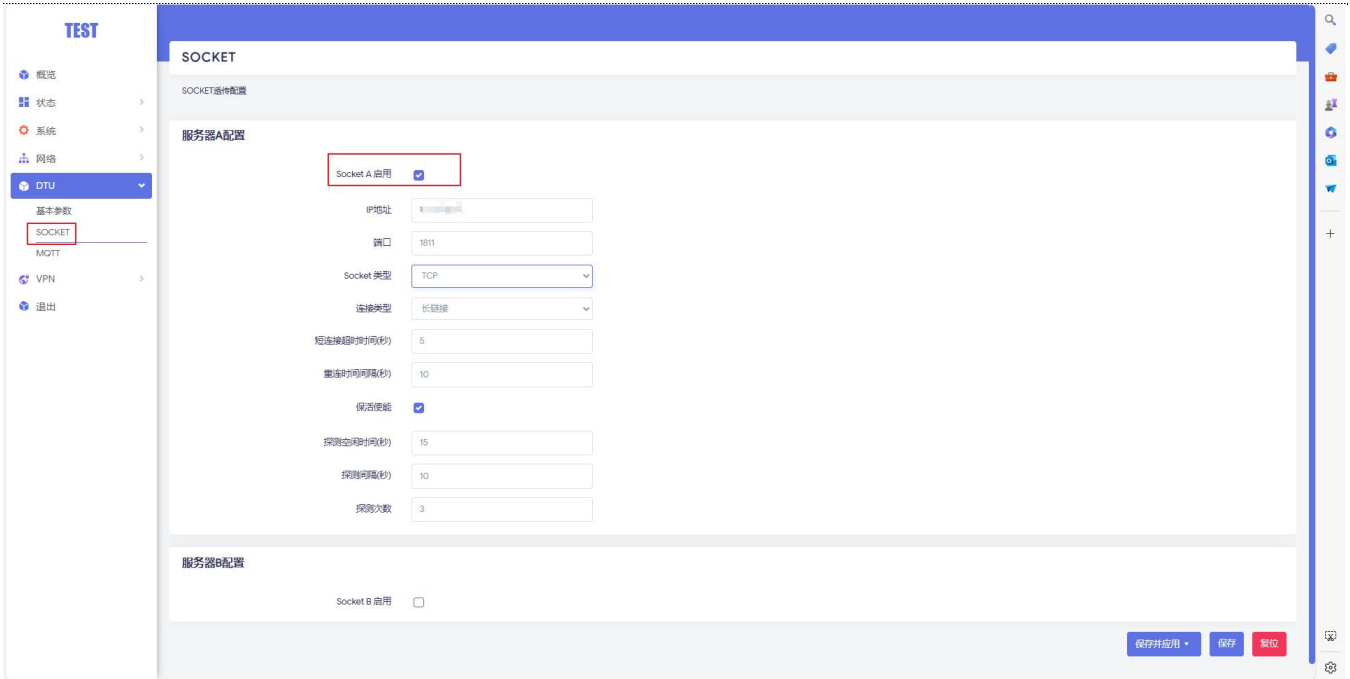 TEST
概览
状态
系统
网络
DTU
基本参数
SOCKET
MQTT
VPN
退出
SOCKET
SOCKET透传配置
服务器A配置
Socket A 启用
IP地址
端口 1811
Socket 类型 TCP
连接类型 长链接
短连接超时时间(秒) 5
重连时间间隔(秒) 10
保活使能
探测空闲时间(秒) 15
探测间隔(秒) 10
探测次数 3
服务器B配置
Socket B 启用
保存并应用 保存 复位